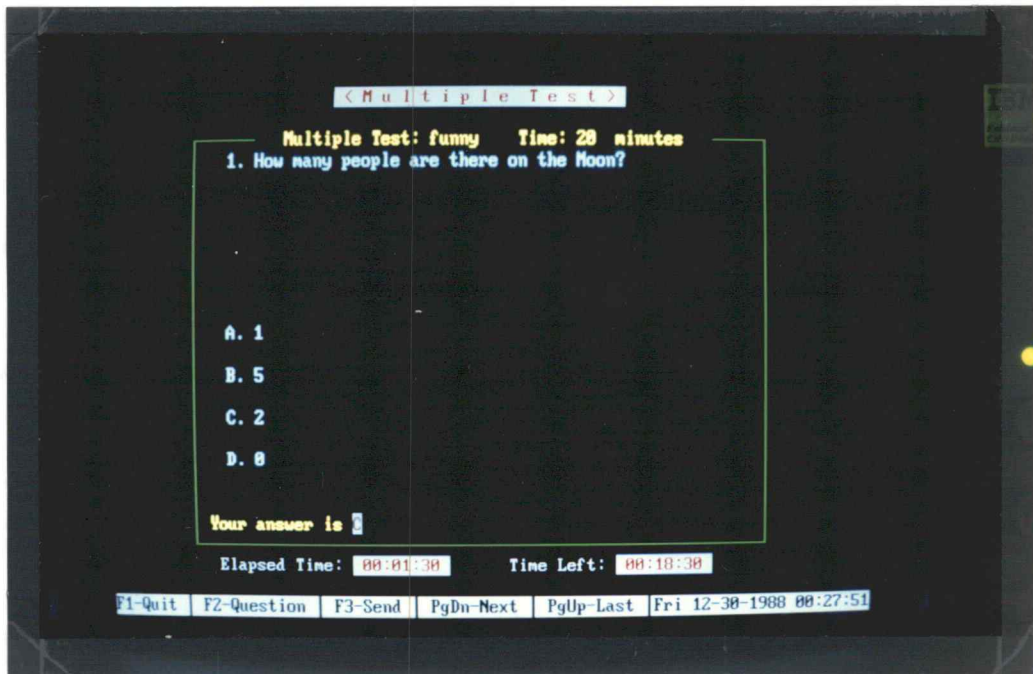 <Multiple Test>
Multiple Test: funny Time: 20 minutes
1. How many people are there on the Moon?
A. 1
B. 5
C. 2
D. 0
Your answer is C
Elapsed Time: 00:01:30 Time Left: 00:18:30
F1-Quit F2-Question F3-Send PgDn-Next PgUp-Last Fri 12-30-1988 00:27:51